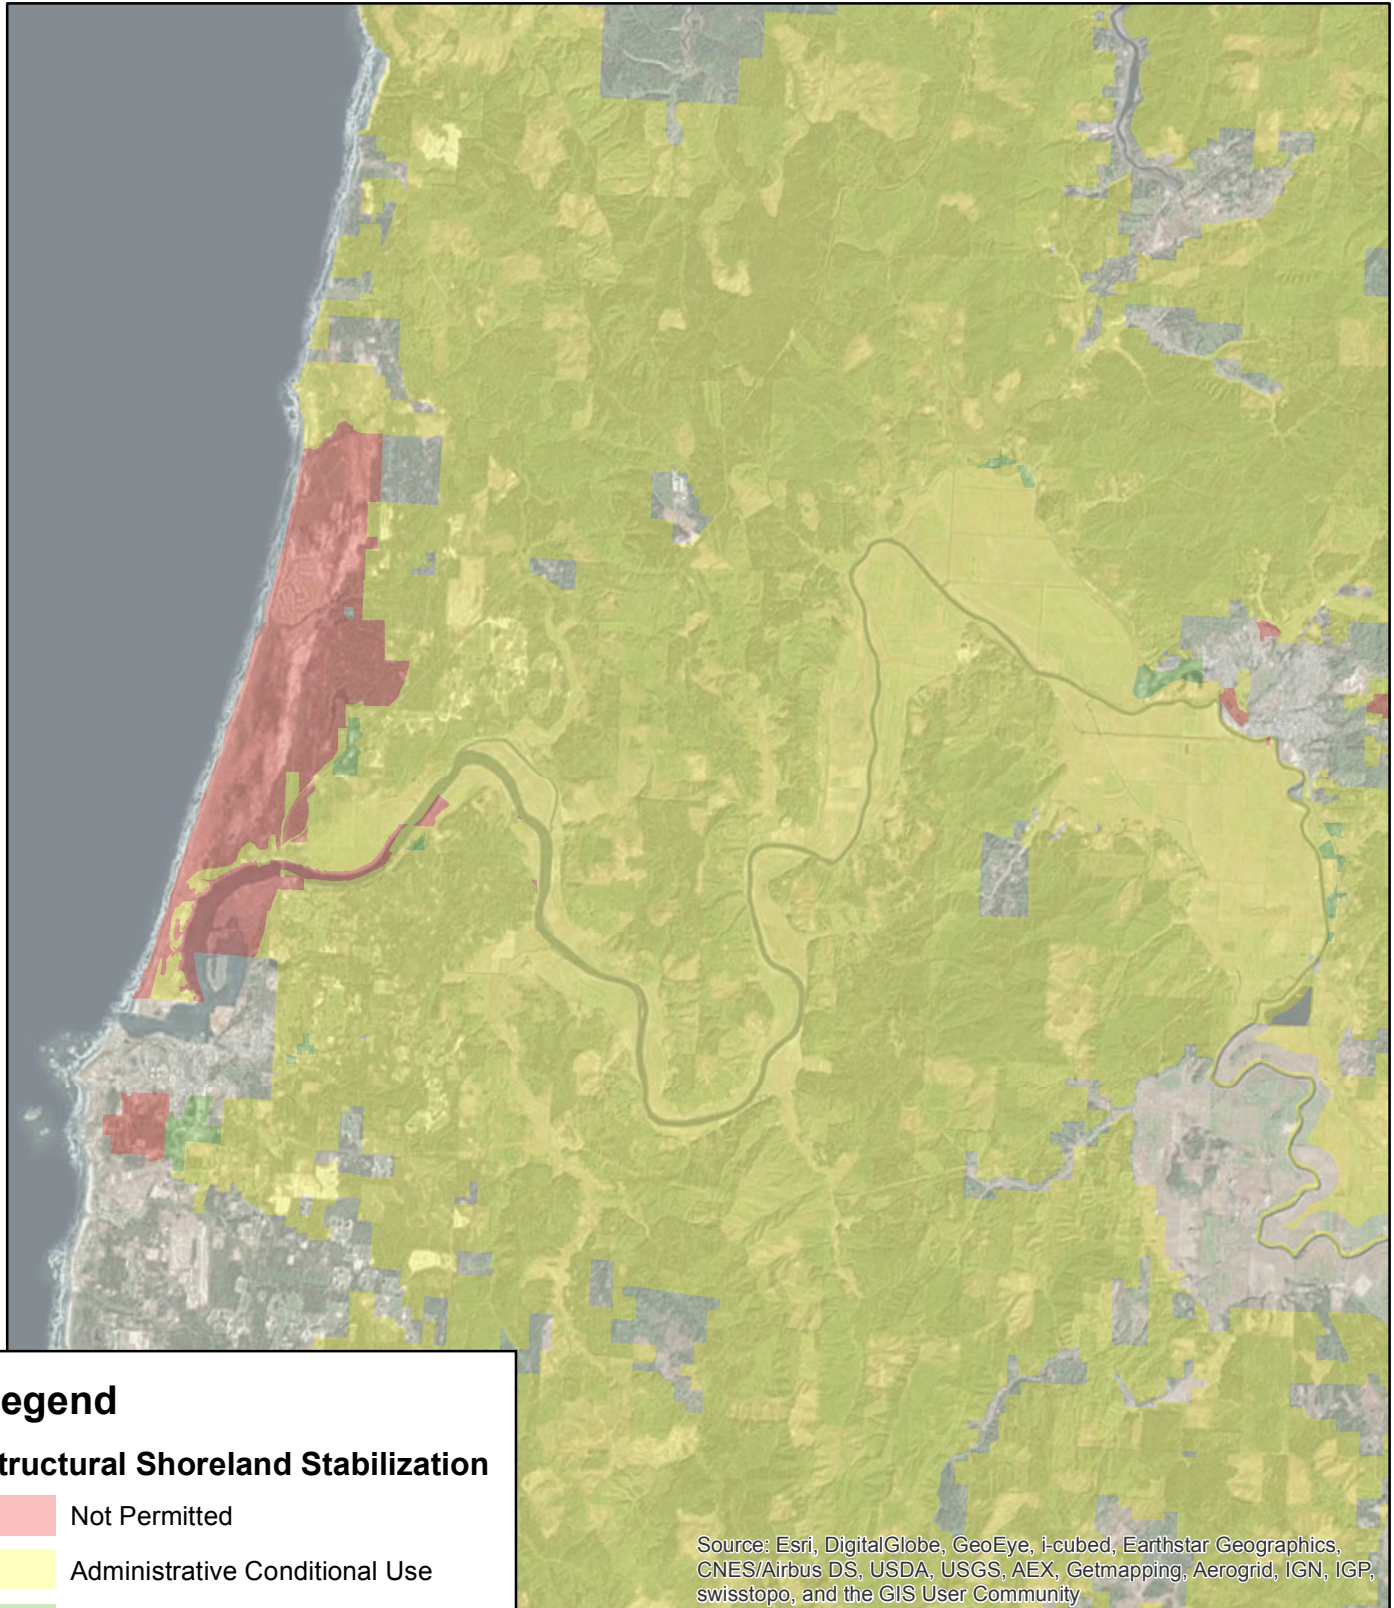 egend
tructural Shoreland Stabilization
Not Permitted
Administrative Conditional Use
Source: Esri, DigitalGlobe, GeoEye, i-cubed, Earthstar Geographics,
CNES/Airbus DS, USDA, USGS, AEX, Getmapping, Aerogrid, IGN, IGP,
swisstopo, and the GIS User Community